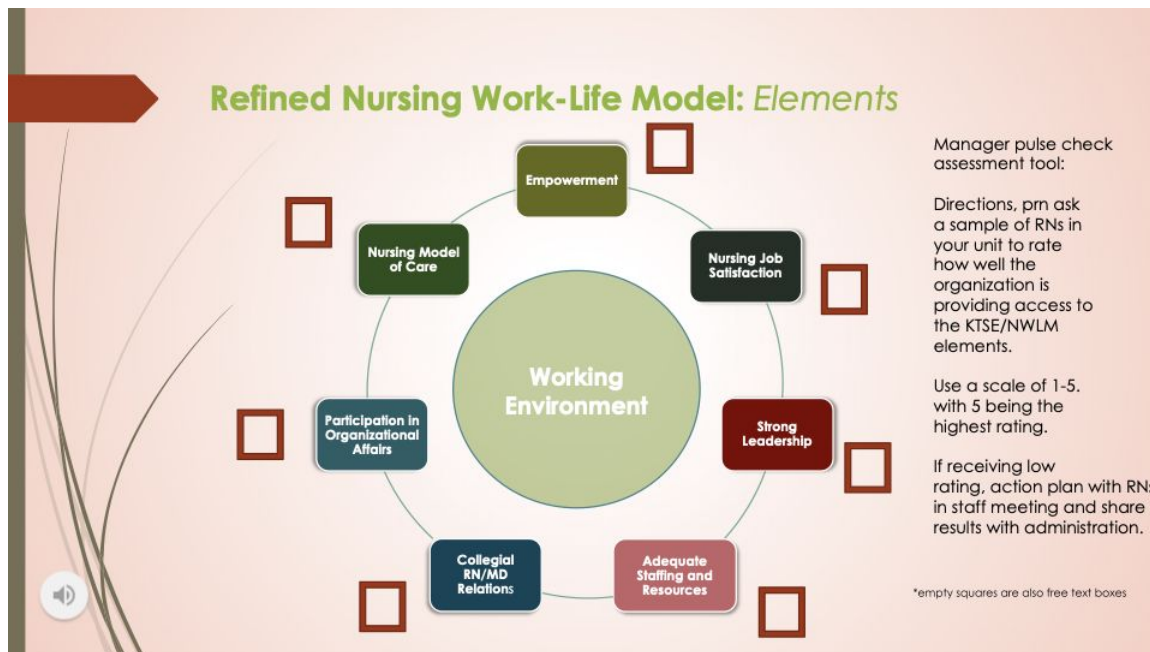 Refined Nursing Work-Life Model: Elements
Empowerment
Nursing Job
Satisfaction
Strong
Leadership
Adequate
Staffing and
Resources
Collegial
RN/MD
Relations
Participation in
Organizational
Affairs
Nursing Model
of Care
Working
Environment
Manager pulse check
assessment tool:
Directions, prn ask
a sample of RNs in
your unit to rate
how well the
organization is
providing access to
the KTSE/NWLM
elements.
Use a scale of 1-5.
with 5 being the
highest rating.
If receiving low
rating, action plan with RNs
in staff meeting and share
results with administration.
*empty squares are also free text boxes